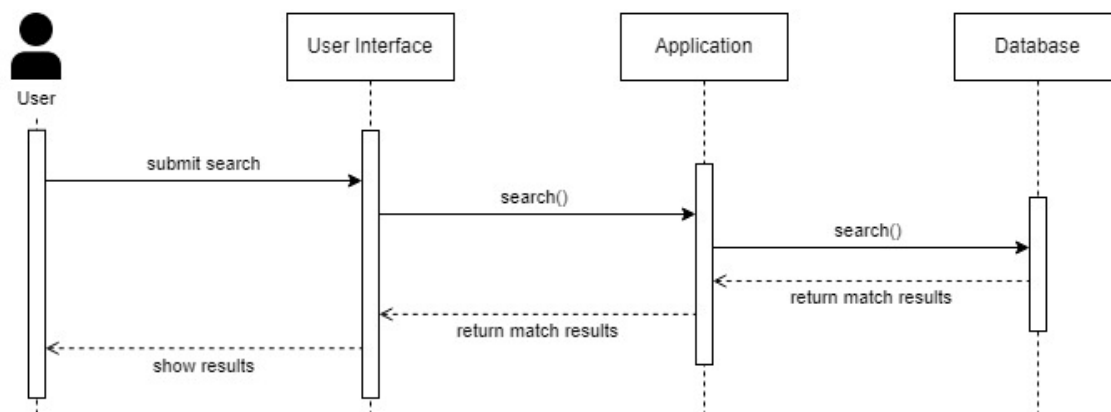 User Interface
Application
Database
User
submit search
search()
search()
return match results
return match results
show results